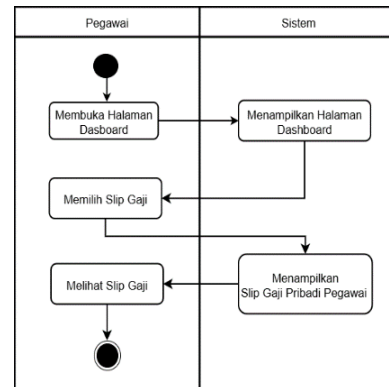 Pegawai
Sistem
Membuka Halaman
Dasboard
Menampilkan Halaman
Dashboard
Memilih Slip Gaji
Menampilkan
Slip Gaji Pribadi Pegawai
Melihat Slip Gaji